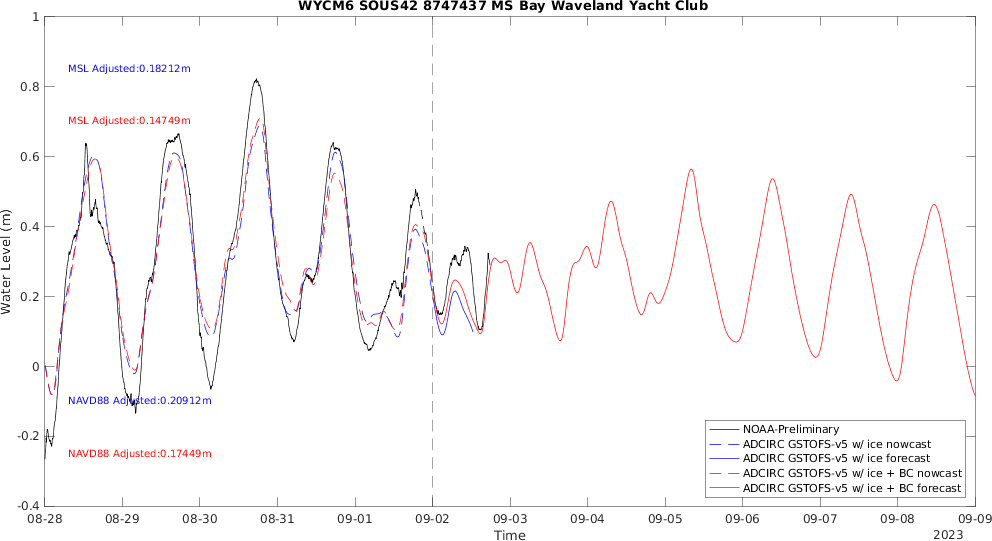 WYCM6 SOUS42 8747437 MS Bay Waveland Yacht Club
MSL Adjusted:0.18212m
MSL Adjusted:0.14749m
NAVD88 Adjusted:0.20912m
NAVD88 Adjusted:0.17449m
Water Level (m)
1
0.8
0.6
0.4
0.2
0
-0.2
-0.4
NOAA-Preliminary
ADCIRC GSTOFS-v5 w/ ice nowcast
ADCIRC GSTOFS-v5 w/ ice forecast
ADCIRC GSTOFS-v5 w/ ice + BC nowcast
ADCIRC GSTOFS-v5 w/ ice + BC forecast
08-28 08-29 08-30 08-31 09-01 09-02 09-03 09-04 09-05 09-06 09-07 09-08 09-09
Time
2023